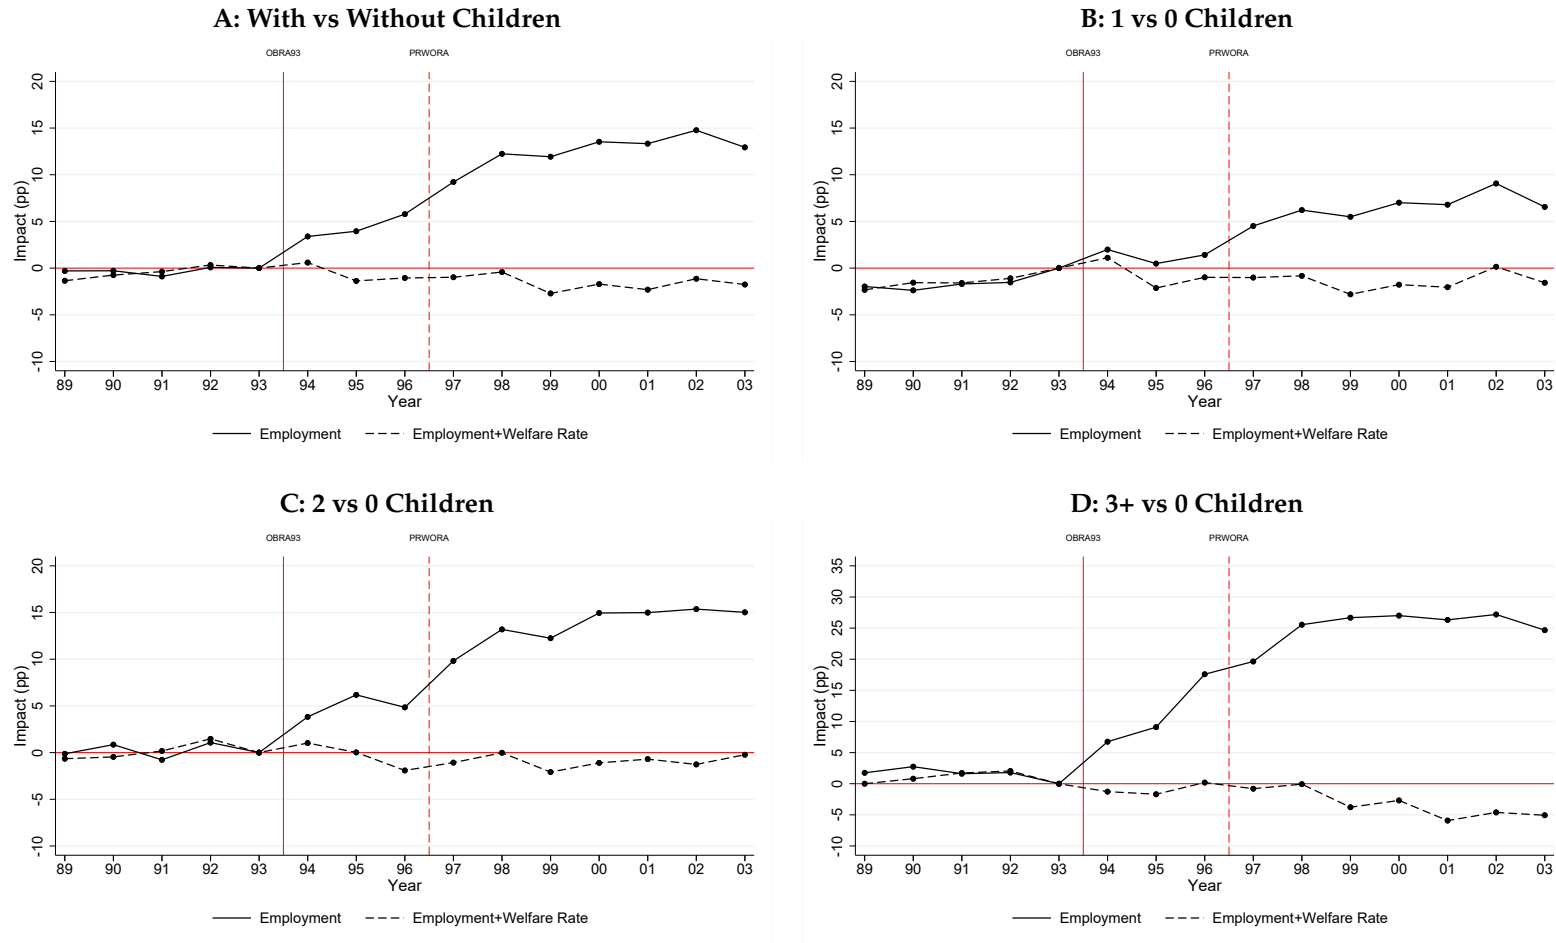 A: With vs Without Children
OBRA93 PRWORA
20
15
10
5
0
-5
-10
Impact (pp)
89 90 91 92 93 94 95 96 97 98 99 00 01 02 03
Year
Employment Employment+Welfare Rate
B: 1 vs 0 Children
OBRA93 PRWORA
20
15
10
5
0
-5
-10
Impact (pp)
89 90 91 92 93 94 95 96 97 98 99 00 01 02 03
Year
Employment Employment+Welfare Rate
C: 2 vs 0 Children
OBRA93 PRWORA
20
15
10
5
0
-5
-10
Impact (pp)
89 90 91 92 93 94 95 96 97 98 99 00 01 02 03
Year
Employment Employment+Welfare Rate
D: 3+ vs 0 Children
OBRA93 PRWORA
35
30
25
20
15
10
5
0
-5
-10
Impact (pp)
89 90 91 92 93 94 95 96 97 98 99 00 01 02 03
Year
Employment Employment+Welfare Rate